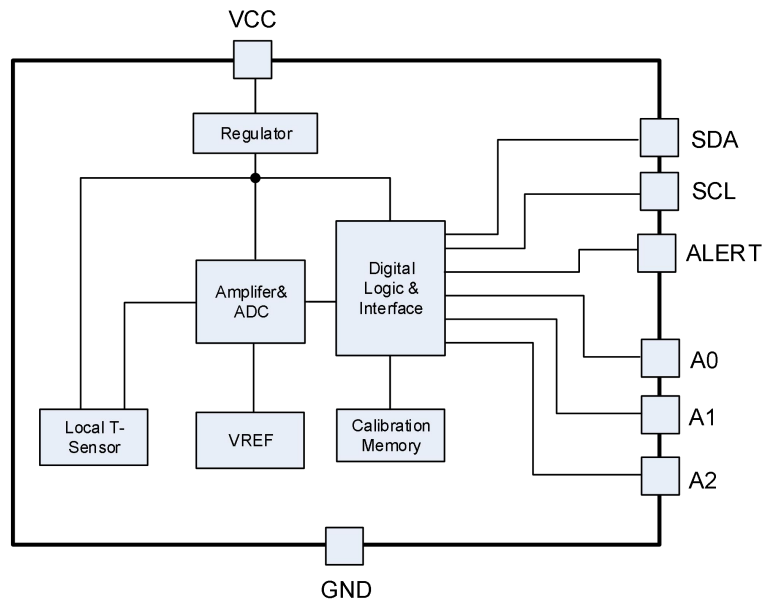 VCC
Regulator
SDA
SCL
ALERT
Digital
Logic &
Interface
Amplifer&
ADC
A0
A1
A2
Local T-
Sensor
VREF
Calibration
Memory
GND